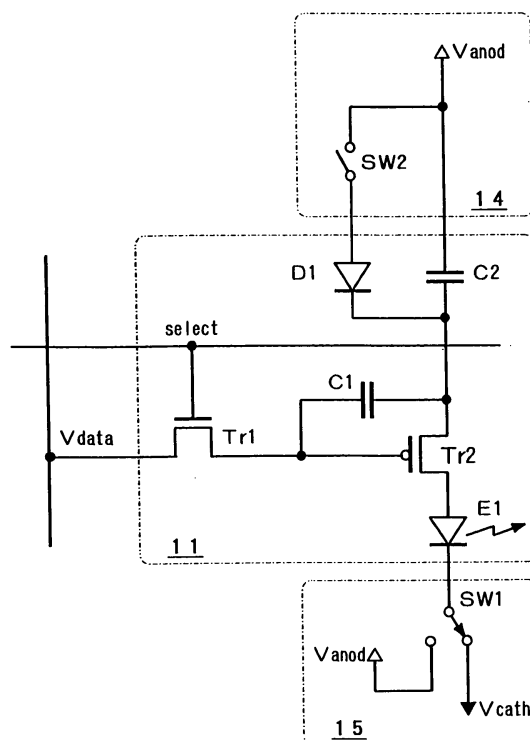 Vanod
SW2
14
D1
C2
select
C1
Vdata
Tr1
Tr2
E1
11
SW1
Vanod
Vcath
15